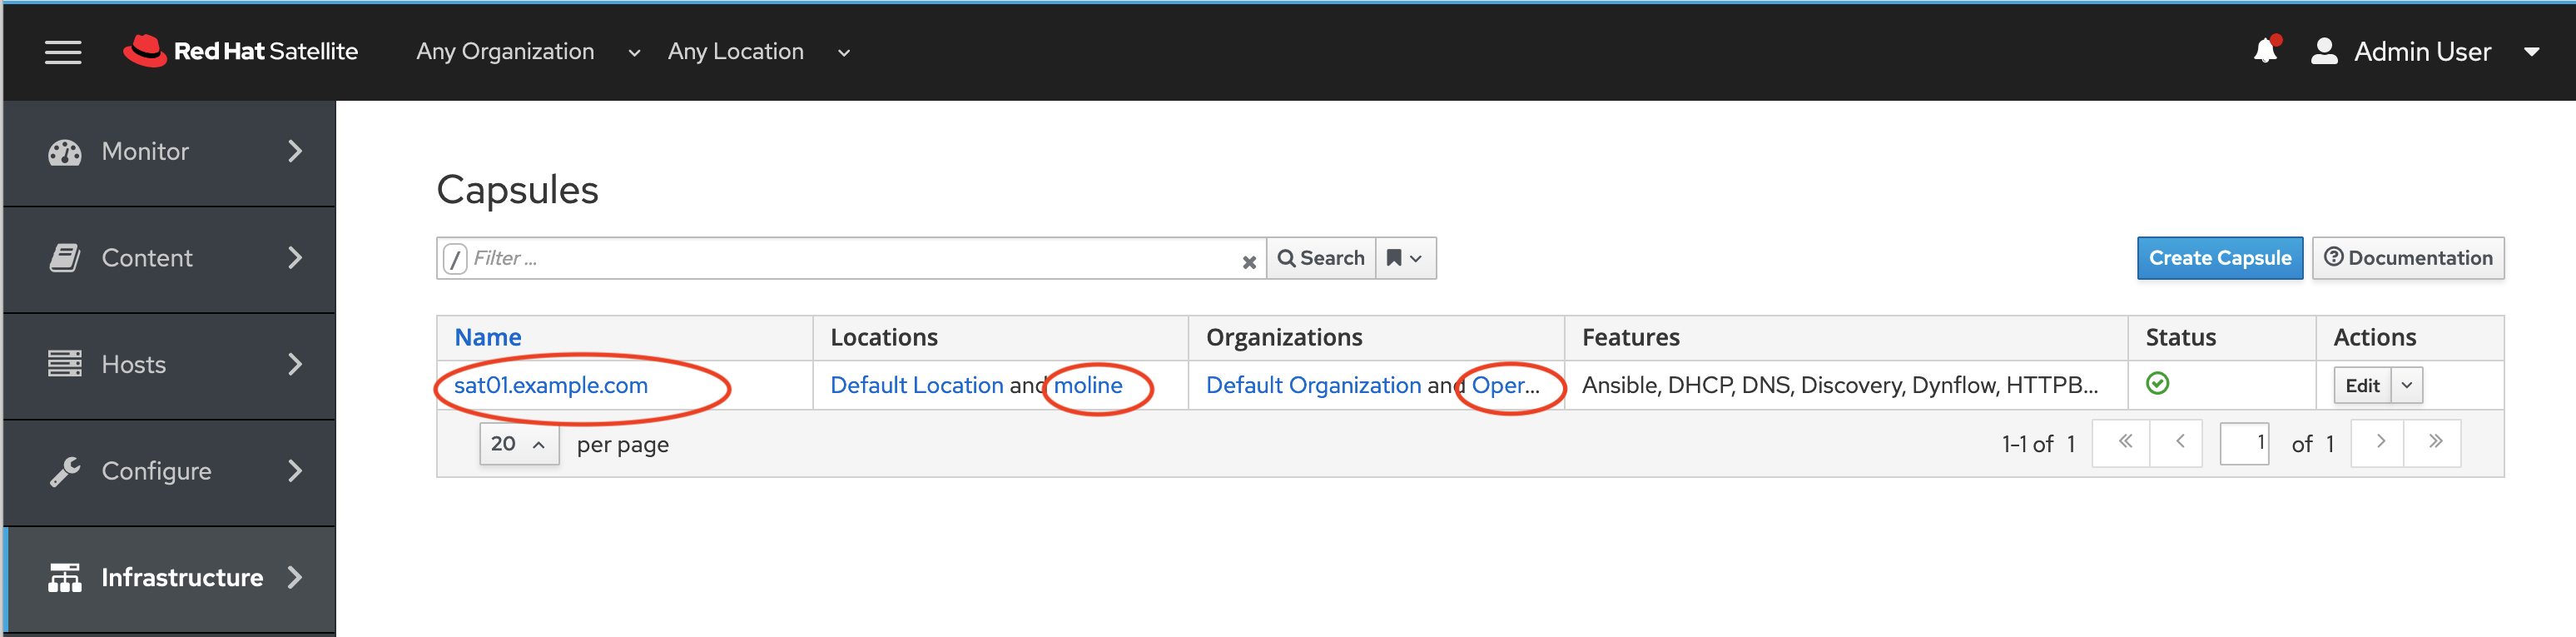 Red Hat Satellite Any Organization Any Location Admin User
Monitor
Content
Hosts
Configure
Infrastructure
Capsules
/ Filter ... Search Create Capsule Documentation
Name Locations Organizations Features Status Actions
sat01.example.com Default Location and moline Default Organization and Oper... Ansible, DHCP, DNS, Discovery, Dynflow, HTTPB... Edit
20 per page 1-1 of 1 « < 1 of 1 > »